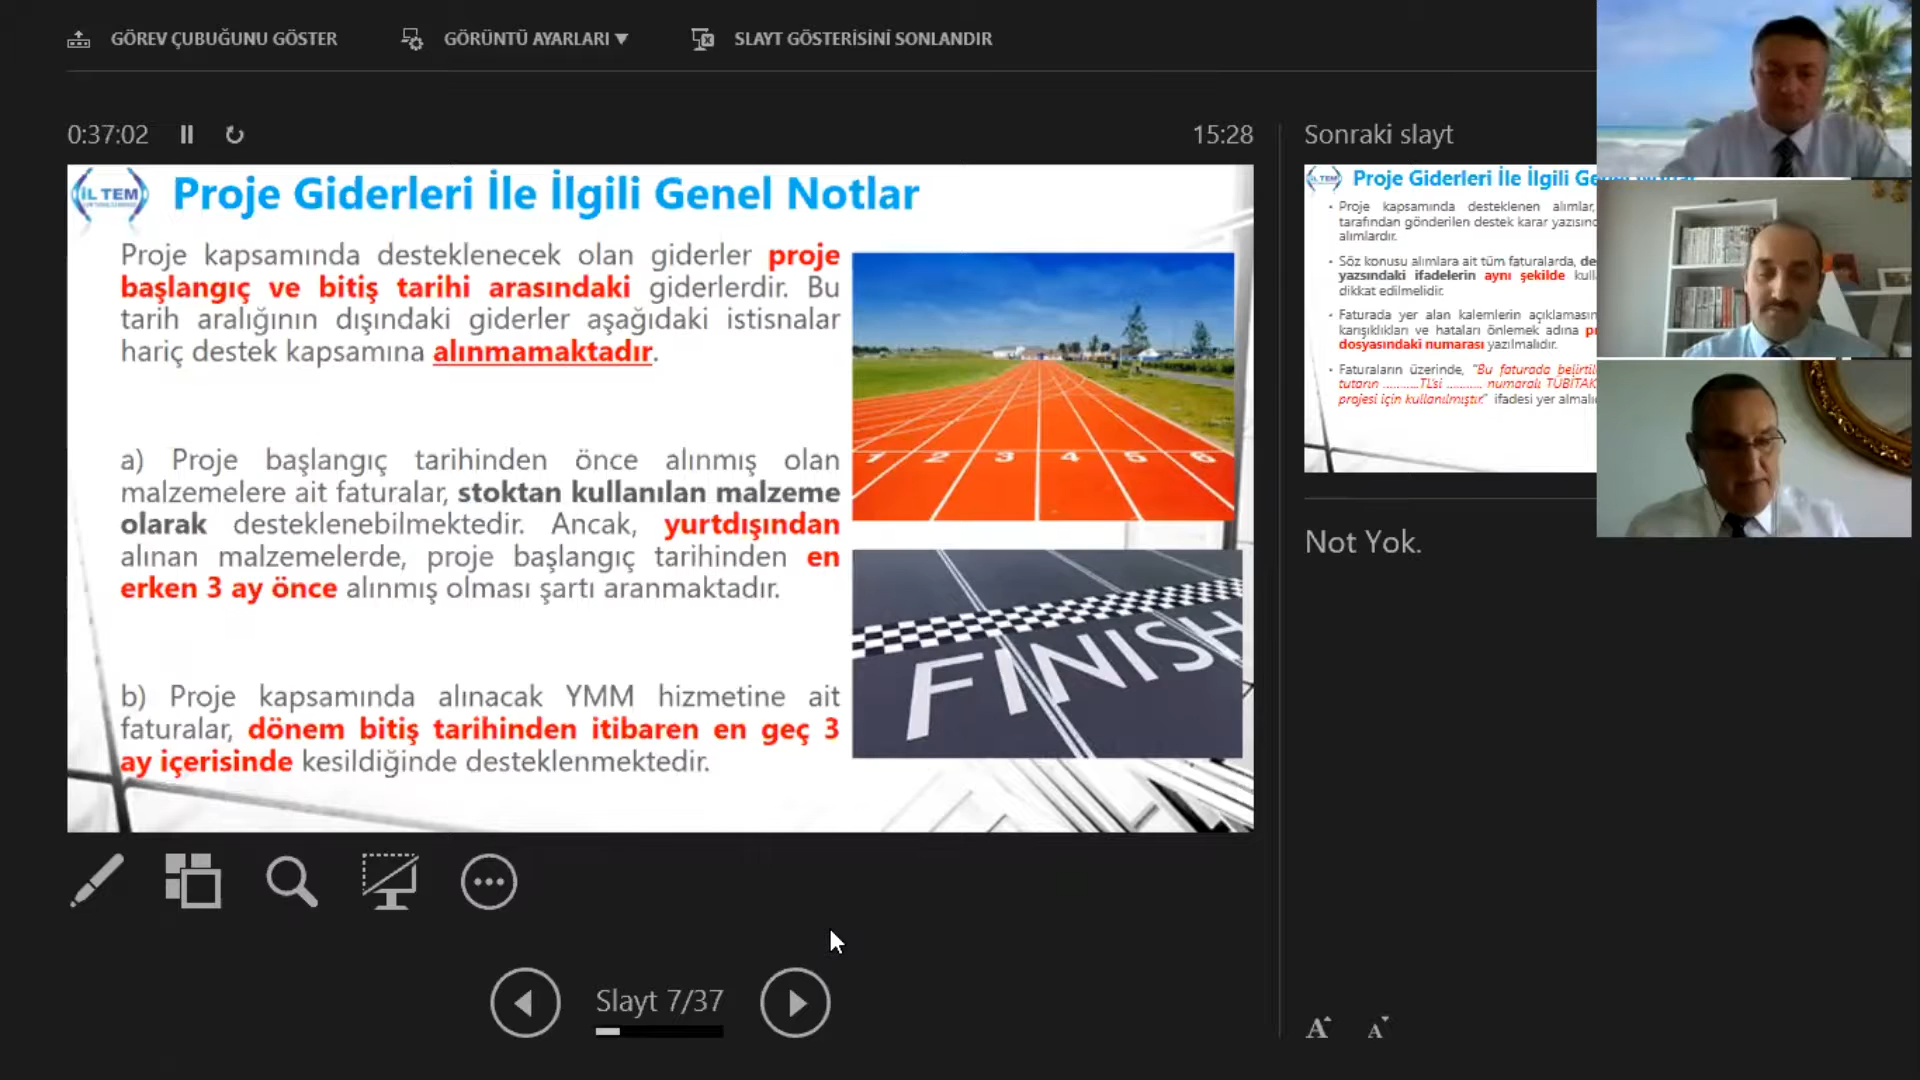 GÖREV ÇUBUĞUNU GÖSTER
GÖRÜNTÜ AYARLARI ▼
SLAYT GÖSTERİSİNİ SONLANDIR
0:37:02
15:28
Sonraki slayt
İL TEM
Proje Giderleri İle İlgili Genel Notlar
Proje kapsamında desteklenecek olan giderler proje
başlangıç ve bitiş tarihi arasındaki giderlerdir. Bu
tarih aralığının dışındaki giderler aşağıdaki istisnalar
hariç destek kapsamına alınmamaktadır.
a) Proje başlangıç tarihinden önce alınmış olan
malzemelere ait faturalar, stoktan kullanılan malzeme
olarak desteklenebilmektedir. Ancak, yurtdışından
alınan malzemelerde, proje başlangıç tarihinden en
erken 3 ay önce alınmış olması şartı aranmaktadır.
b) Proje kapsamında alınacak YMM hizmetine ait
faturalar, dönem bitiş tarihinden itibaren en geç 3
ay içerisinde kesildiğinde desteklenmektedir.
1 2 3 4 5 6
FINISH
İL TEM
Proje Giderleri İle İlgili Ge
• Proje kapsamında desteklenen alımlar,
tarafından gönderilen destek karar yazısınd
alımlardır.
• Söz konusu alımlara ait tüm faturalarda, de
yazsındaki ifadelerin aynı şekilde kull
dikkat edilmelidir.
• Faturada yer alan kalemlerin açıklamasın
karışıklıkları ve hataları önlemek adına pr
dosyasındaki numarası yazılmalıdır.
• Faturaların üzerinde, "Bu faturada belirtil
tutarın ..........TL'si .......... numaralı TÜBİTAK
projesi için kullanılmıştır." ifadesi yer almalıd
Not Yok.
Slayt 7/37
A A